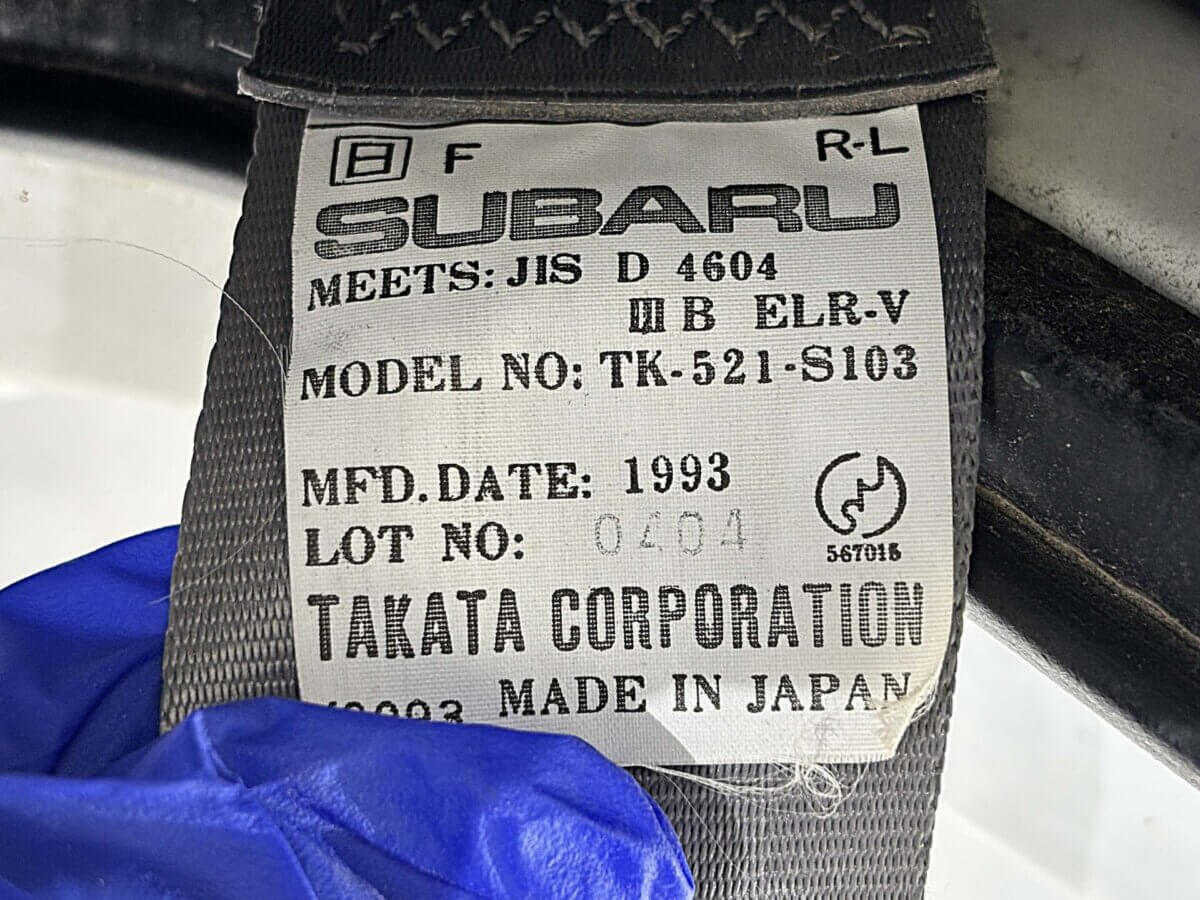 日 F R-L
SUBARU
MEETS: JIS D 4604
III B ELR-V
MODEL NO: TK-521-S103
MFD. DATE: 1993
LOT NO: 0404
567015
TAKATA CORPORATION
MADE IN JAPAN